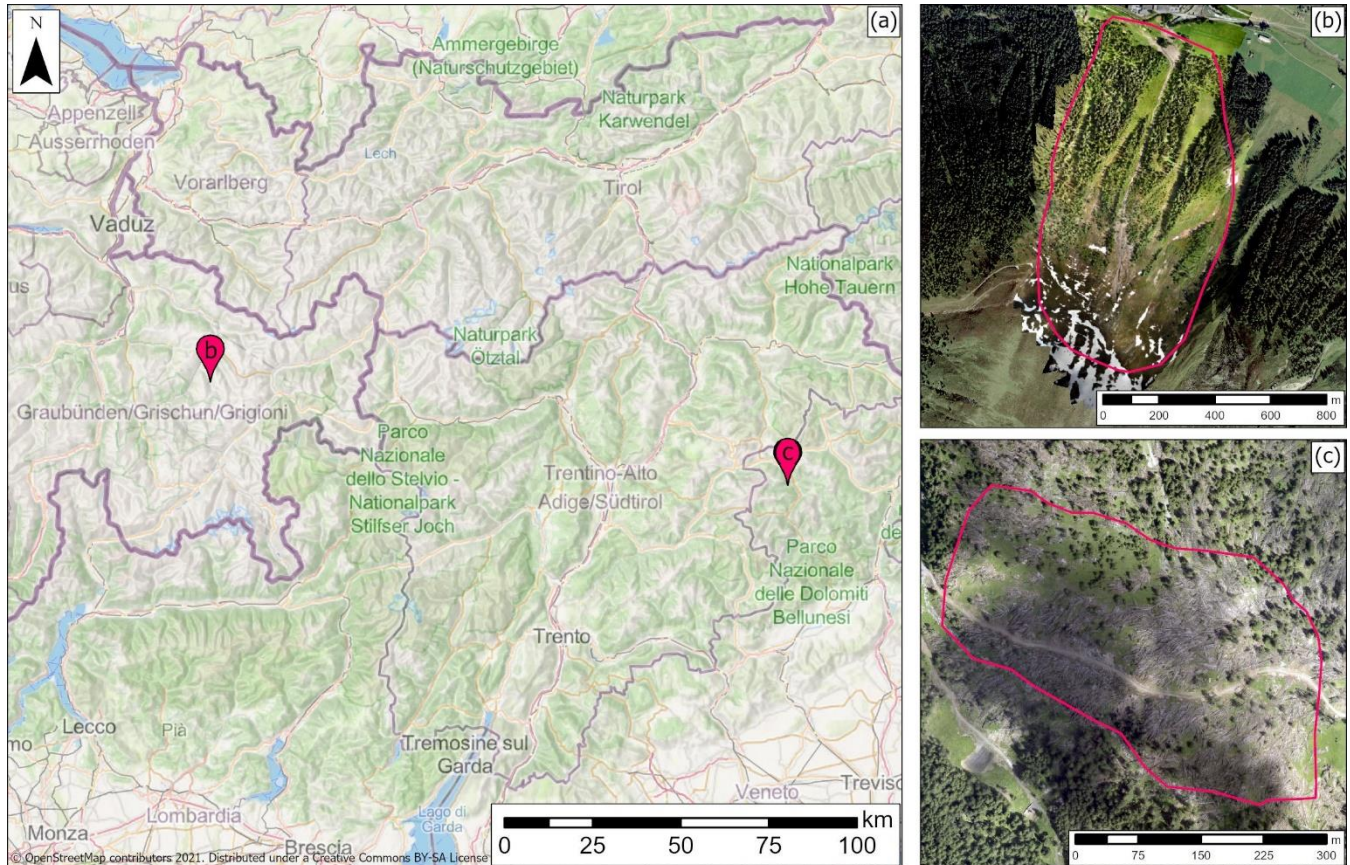 N
(a)
Ammergebirge
(Naturschutzgebiet)
Naturpark
Karwendel
Appenzell
Ausserrhoden
Lech
Vorarlberg
Tirol
Vaduz
Nationalpark
Hohe Tauern
us
Naturpark
Ötztal
b
Graubünden/Grischun/Grigioni
Parco
Nazionale
dello Stelvio -
Nationalpark
Stilfser Joch
c
Trentino-Alto
Adige/Südtirol
de
Parco
Nazionale
delle Dolomiti
Bellunesi
Trento
Lecco
mo
Pià
Tremosine sul
Garda
Treviso
Lombardia
Veneto
Lago di
Garda
Monza
Brescia
km
0 25 50 75 100
© OpenStreetMap contributors 2021. Distributed under a Creative Commons BY-SA License
(b)
m
0 200 400 600 800
(c)
m
0 75 150 225 300